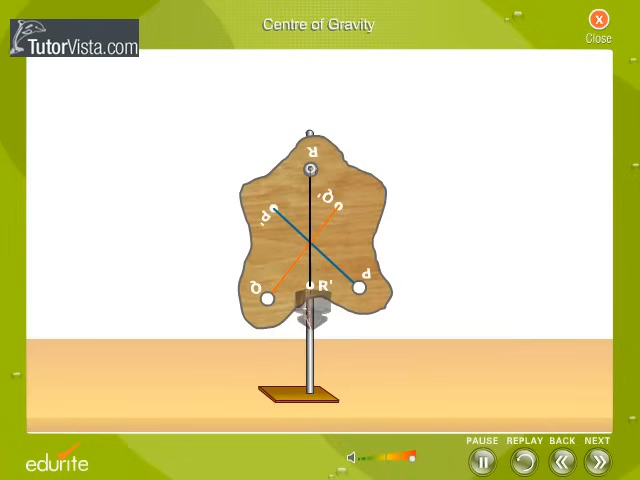 Centre of Gravity
Close
TutorVista.com
R
Q'
P'
P
Q
R'
PAUSE REPLAY BACK NEXT
edurite